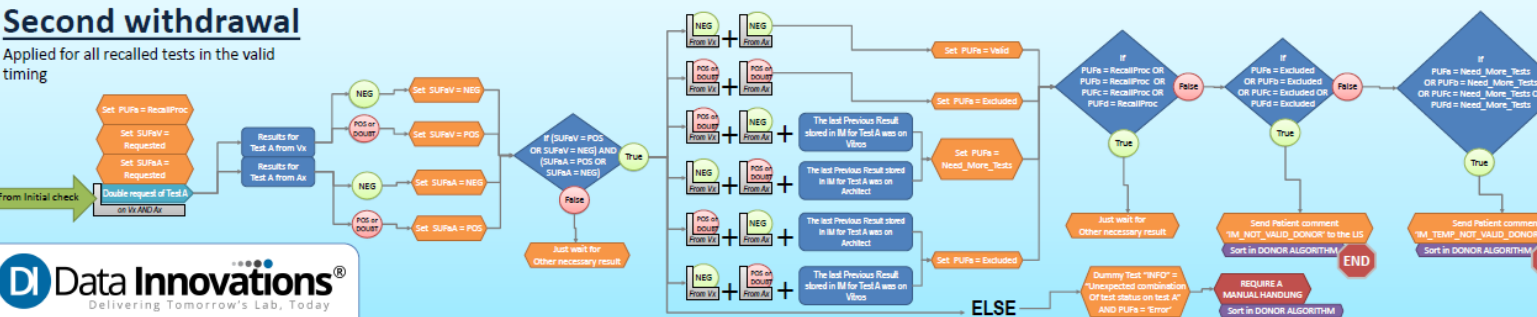 Second withdrawal
Applied for all recalled tests in the valid
timing
From Initial check
Set PUFa = RecallProc
Set SUFaV =
Requested
Set SUFaA =
Requested
Double request of Test A
on Vx AND Ax
Results for
Test A from Vx
Results for
Test A from Ax
NEG
POS or
DOUBT
NEG
POS or
DOUBT
Set SUFaV = NEG
Set SUFaV = POS
Set SUFaA = NEG
Set SUFaA = POS
If (SUFaV = POS
OR SUFaV = NEG) AND
(SUFaA = POS OR
SUFaA = NEG)
True
False
Just wait for
Other necessary result
NEG
From Vx
+
NEG
From Ax
POS or
DOUBT
From Vx
+
POS or
DOUBT
From Ax
POS or
DOUBT
From Vx
+
NEG
From Ax
+
The last Previous Result
stored in IM for Test A was on
Vitros
NEG
From Vx
+
POS or
DOUBT
From Ax
+
The last Previous Result stored
in IM for Test A was on
Architect
POS or
DOUBT
From Vx
+
NEG
From Ax
+
The last Previous Result stored
in IM for Test A was on
Architect
NEG
From Vx
+
POS or
DOUBT
From Ax
+
The last Previous Result
stored in IM for Test A was on
Vitros
Set PUFa = Valid
Set PUFa = Excluded
Set PUFa =
Need_More_Tests
Set PUFa = Excluded
ELSE
Dummy Test "INFO" =
"Unexpected combination
Of test status on test A"
AND PUFa = 'Error'
REQUIRE A
MANUAL HANDLING
Sort in DONOR ALGORITHM
If
PUFa = RecallProc OR
PUFb = RecallProc OR
PUFc = RecallProc OR
PUFd = RecallProc
True
False
Just wait for
Other necessary result
If
PUFa = Excluded
OR PUFb = Excluded
OR PUFc = Excluded OR
PUFd = Excluded
True
False
Send Patient comment
'IM_NOT_VALID_DONOR' to the LIS
Sort in DONOR ALGORITHM
END
If
PUFa = Need_More_Tests
OR PUFb = Need_More_Tests
OR PUFc = Need_More_Tests O
PUFd = Need_More_Tests
True
Send Patient commen
'IM_TEMP_NOT_VALID_DONOR
Sort in DONOR ALGORITHM
DI Data Innovations®
Delivering Tomorrow's Lab, Today